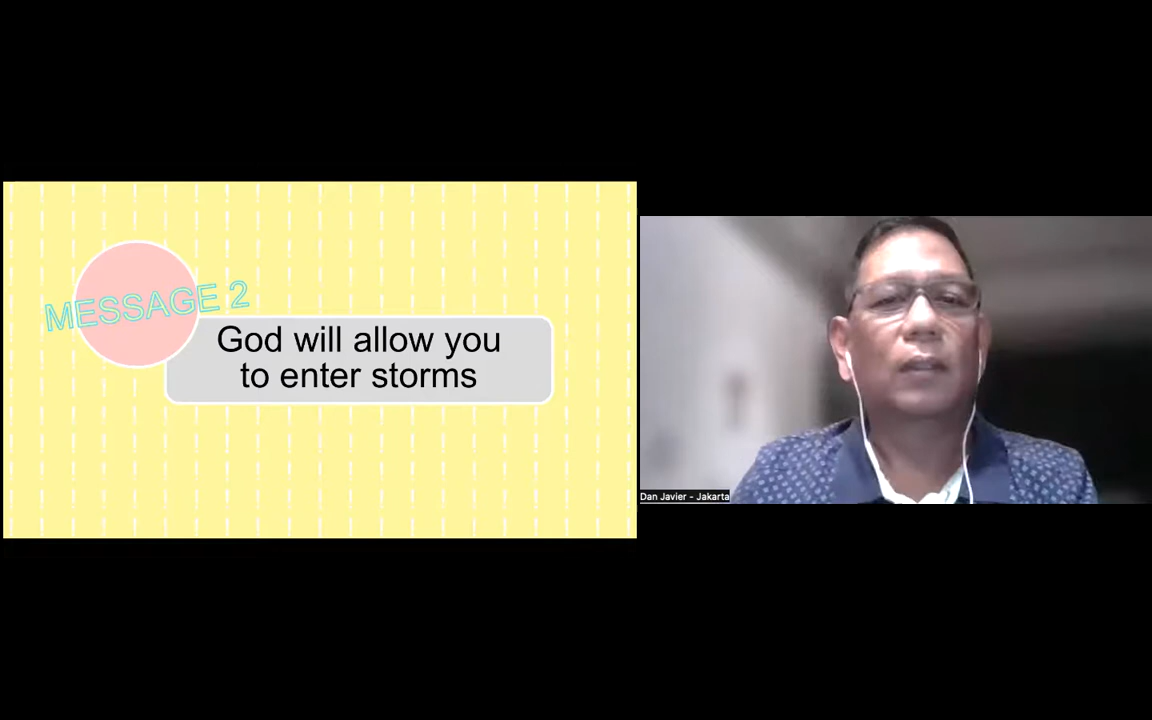 MESSAGE 2
God will allow you
to enter storms
Dan Javier - Jakarta